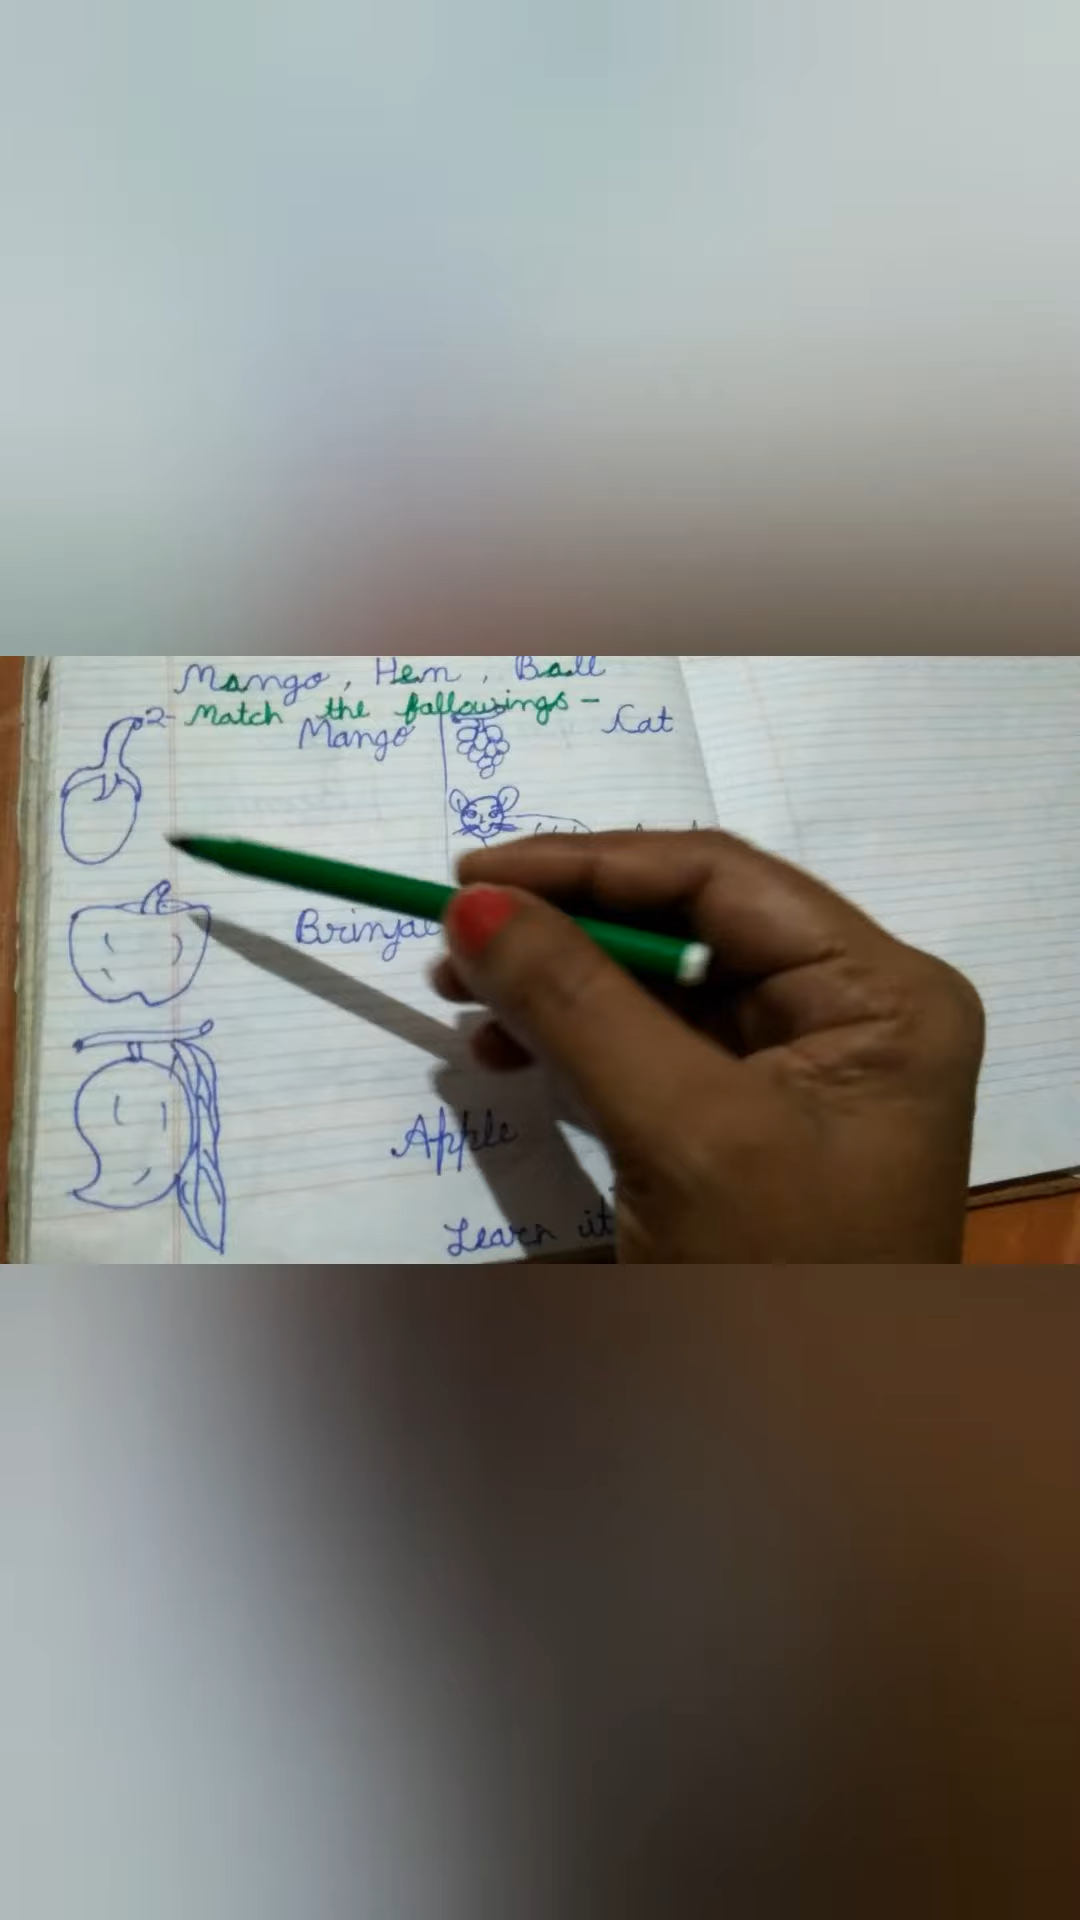 Mango, Hen, Ball
2- Match the fallowings -
Mango
Cat
Apple
Learn it